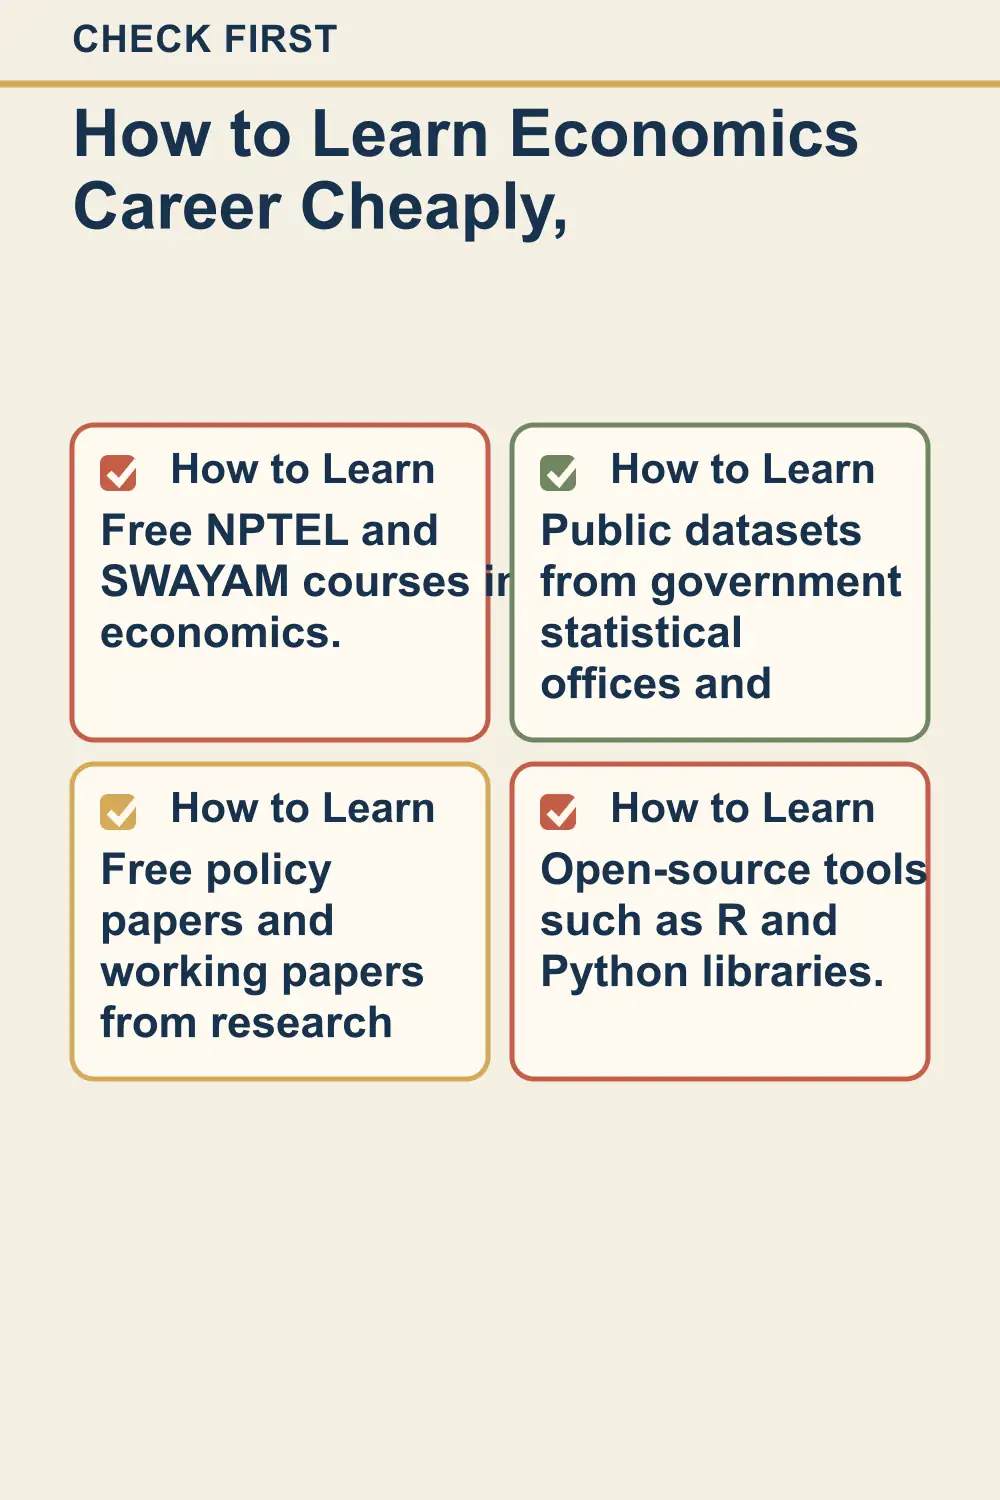 CHECK FIRST
How to Learn Economics
Career Cheaply,
How to Learn
Free NPTEL and
SWAYAM courses in
economics.
How to Learn
Public datasets
from government
statistical
offices and
How to Learn
Free policy
papers and
working papers
from research
How to Learn
Open-source tools
such as R and
Python libraries.